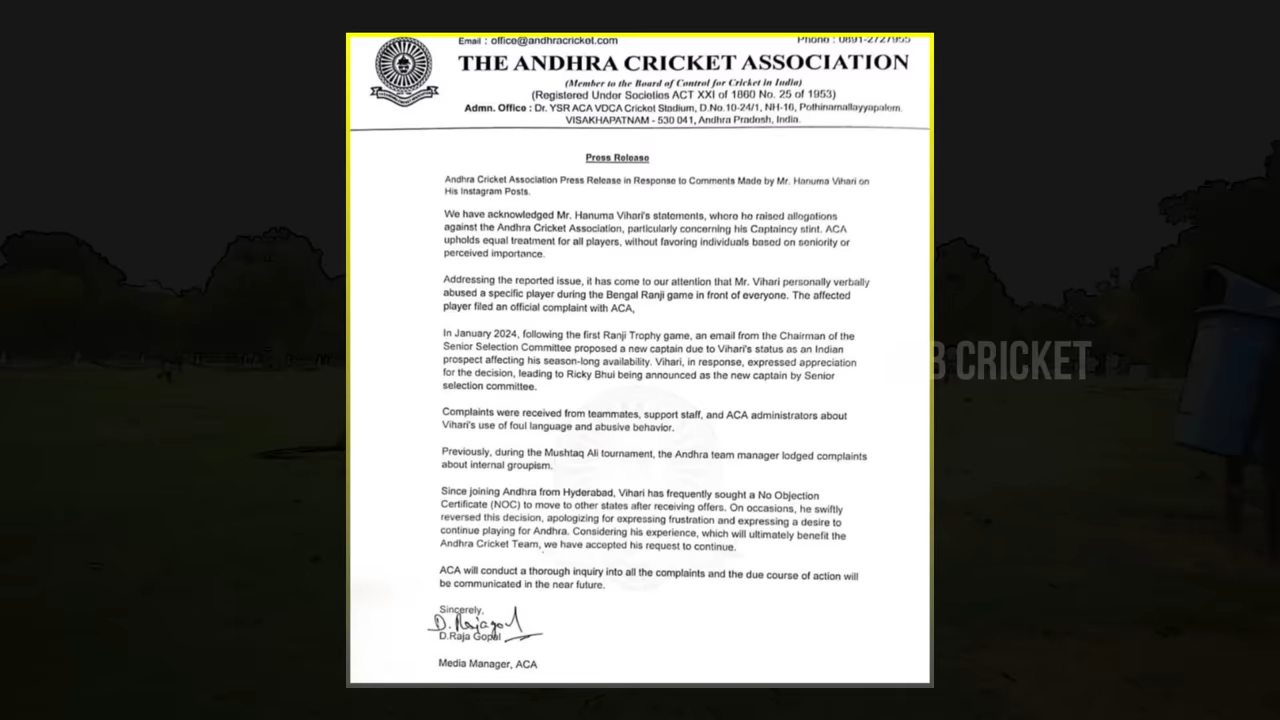 Email : office@andhracricket.com Phone : 0891-2727955
THE ANDHRA CRICKET ASSOCIATION
(Member to the Board of Control for Cricket in India)
(Registered Under Societies ACT XXI of 1860 No. 25 of 1953)
Admn. Office : Dr. YSR ACA VDCA Cricket Stadium, D.No.10-24/1, NH-16, Pothinamallayyapalem.
VISAKHAPATNAM - 530 041, Andhra Pradesh, India.
Press Release
Andhra Cricket Association Press Release in Response to Comments Made by Mr. Hanuma Vihari on
His Instagram Posts.
We have acknowledged Mr. Hanuma Vihari's statements, where he raised allegations
against the Andhra Cricket Association, particularly concerning his Captaincy stint. ACA
upholds equal treatment for all players, without favoring individuals based on seniority or
perceived importance.
Addressing the reported issue, it has come to our attention that Mr. Vihari personally verbally
abused a specific player during the Bengal Ranji game in front of everyone. The affected
player filed an official complaint with ACA,
In January 2024, following the first Ranji Trophy game, an email from the Chairman of the
Senior Selection Committee proposed a new captain due to Vihari's status as an Indian
prospect affecting his season-long availability. Vihari, in response, expressed appreciation
for the decision, leading to Ricky Bhui being announced as the new captain by Senior
selection committee.
Complaints were received from teammates, support staff, and ACA administrators about
Vihari's use of foul language and abusive behavior.
Previously, during the Mushtaq Ali tournament, the Andhra team manager lodged complaints
about internal groupism.
Since joining Andhra from Hyderabad, Vihari has frequently sought a No Objection
Certificate (NOC) to move to other states after receiving offers. On occasions, he swiftly
reversed this decision, apologizing for expressing frustration and expressing a desire to
continue playing for Andhra. Considering his experience, which will ultimately benefit the
Andhra Cricket Team, we have accepted his request to continue.
ACA will conduct a thorough inquiry into all the complaints and the due course of action will
be communicated in the near future.
Sincerely,
D. Rajagopal
D.Raja Gopal
Media Manager, ACA
B CRICKET